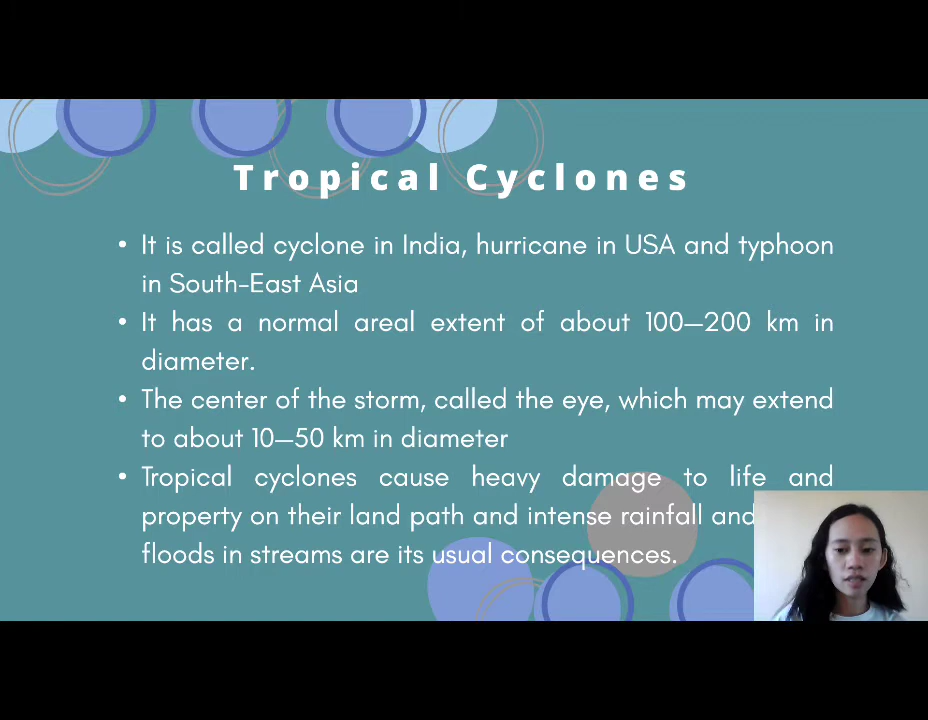 Tropical Cyclones
• It is called cyclone in India, hurricane in USA and typhoon
in South-East Asia
• It has a normal areal extent of about 100—200 km in
diameter.
• The center of the storm, called the eye, which may extend
to about 10—50 km in diameter
• Tropical cyclones cause heavy damage to life and
property on their land path and intense rainfall and
floods in streams are its usual consequences.